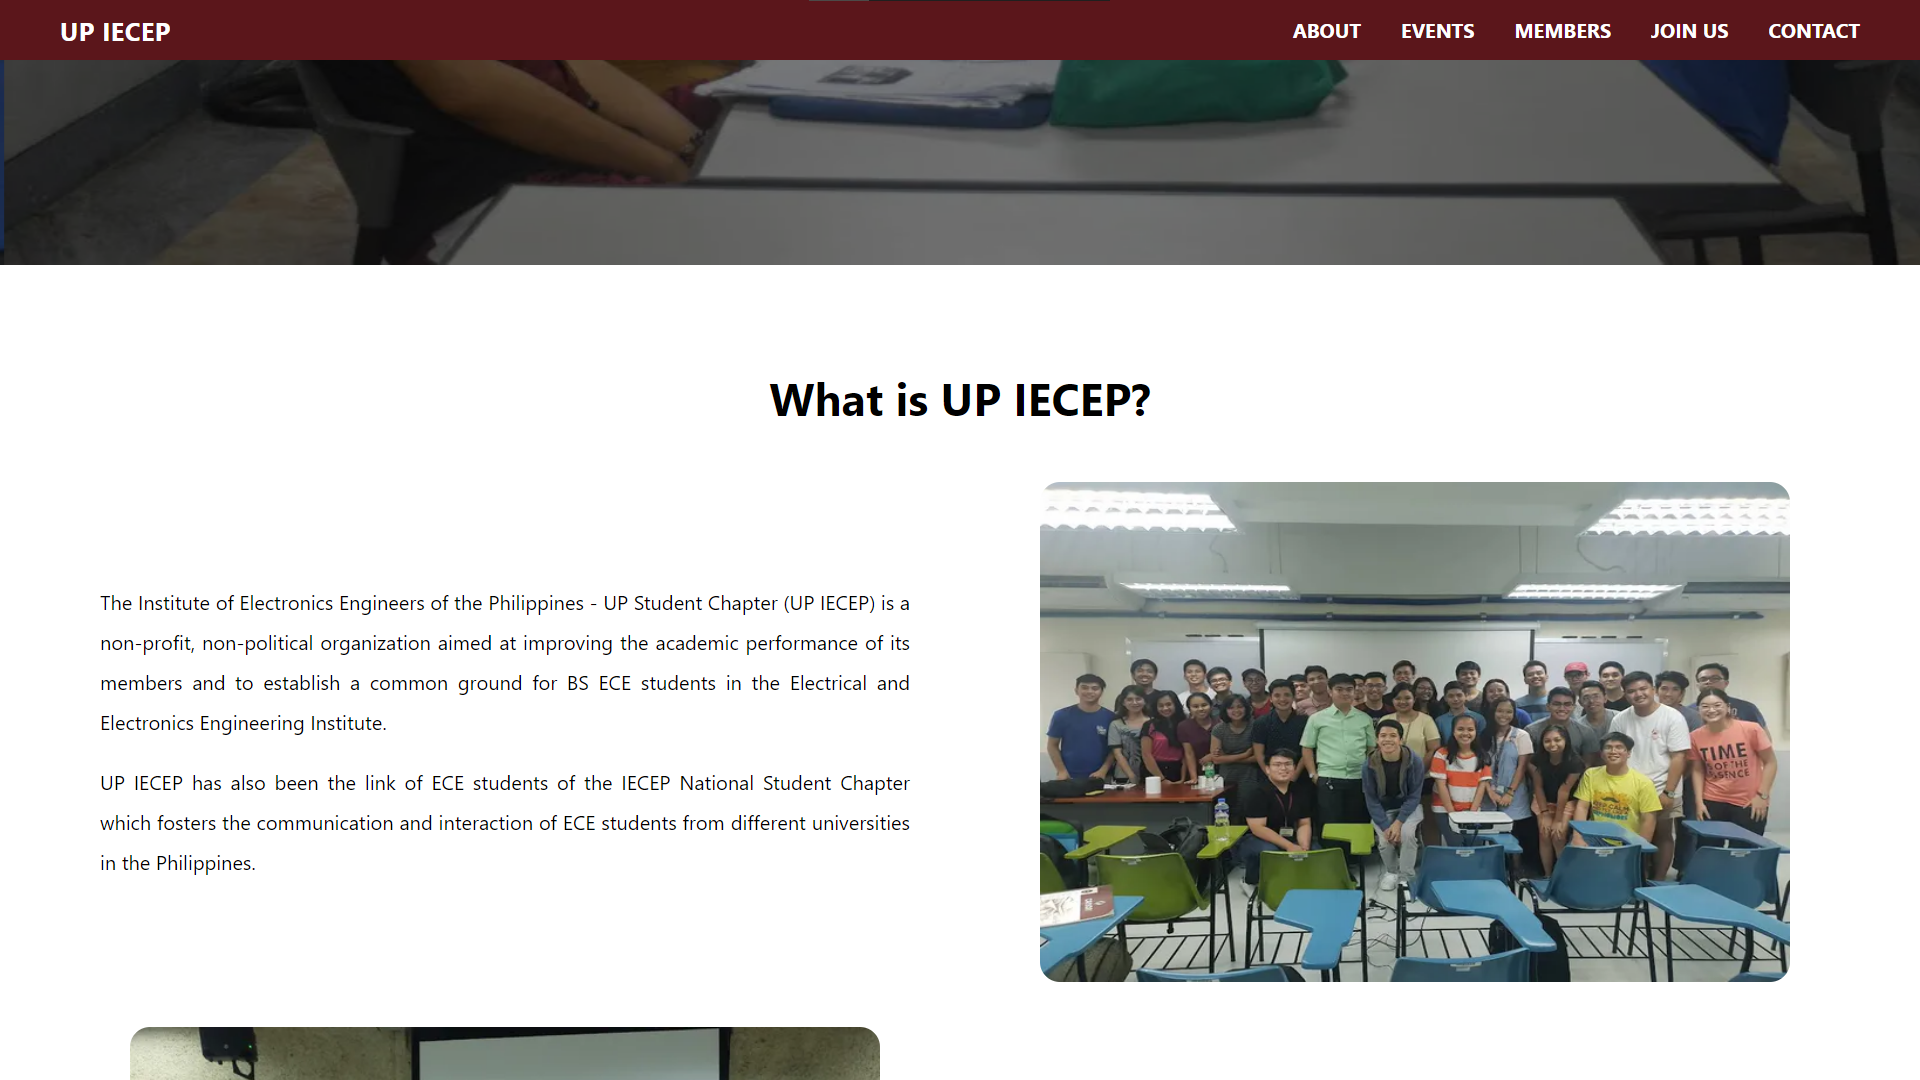 UP IECEP
ABOUT
EVENTS
MEMBERS
JOIN US
CONTACT
What is UP IECEP?
The Institute of Electronics Engineers of the Philippines - UP Student Chapter (UP IECEP) is a
non-profit, non-political organization aimed at improving the academic performance of its
members and to establish a common ground for BS ECE students in the Electrical and
Electronics Engineering Institute.
UP IECEP has also been the link of ECE students of the IECEP National Student Chapter
which fosters the communication and interaction of ECE students from different universities
in the Philippines.
TIME
OF THE